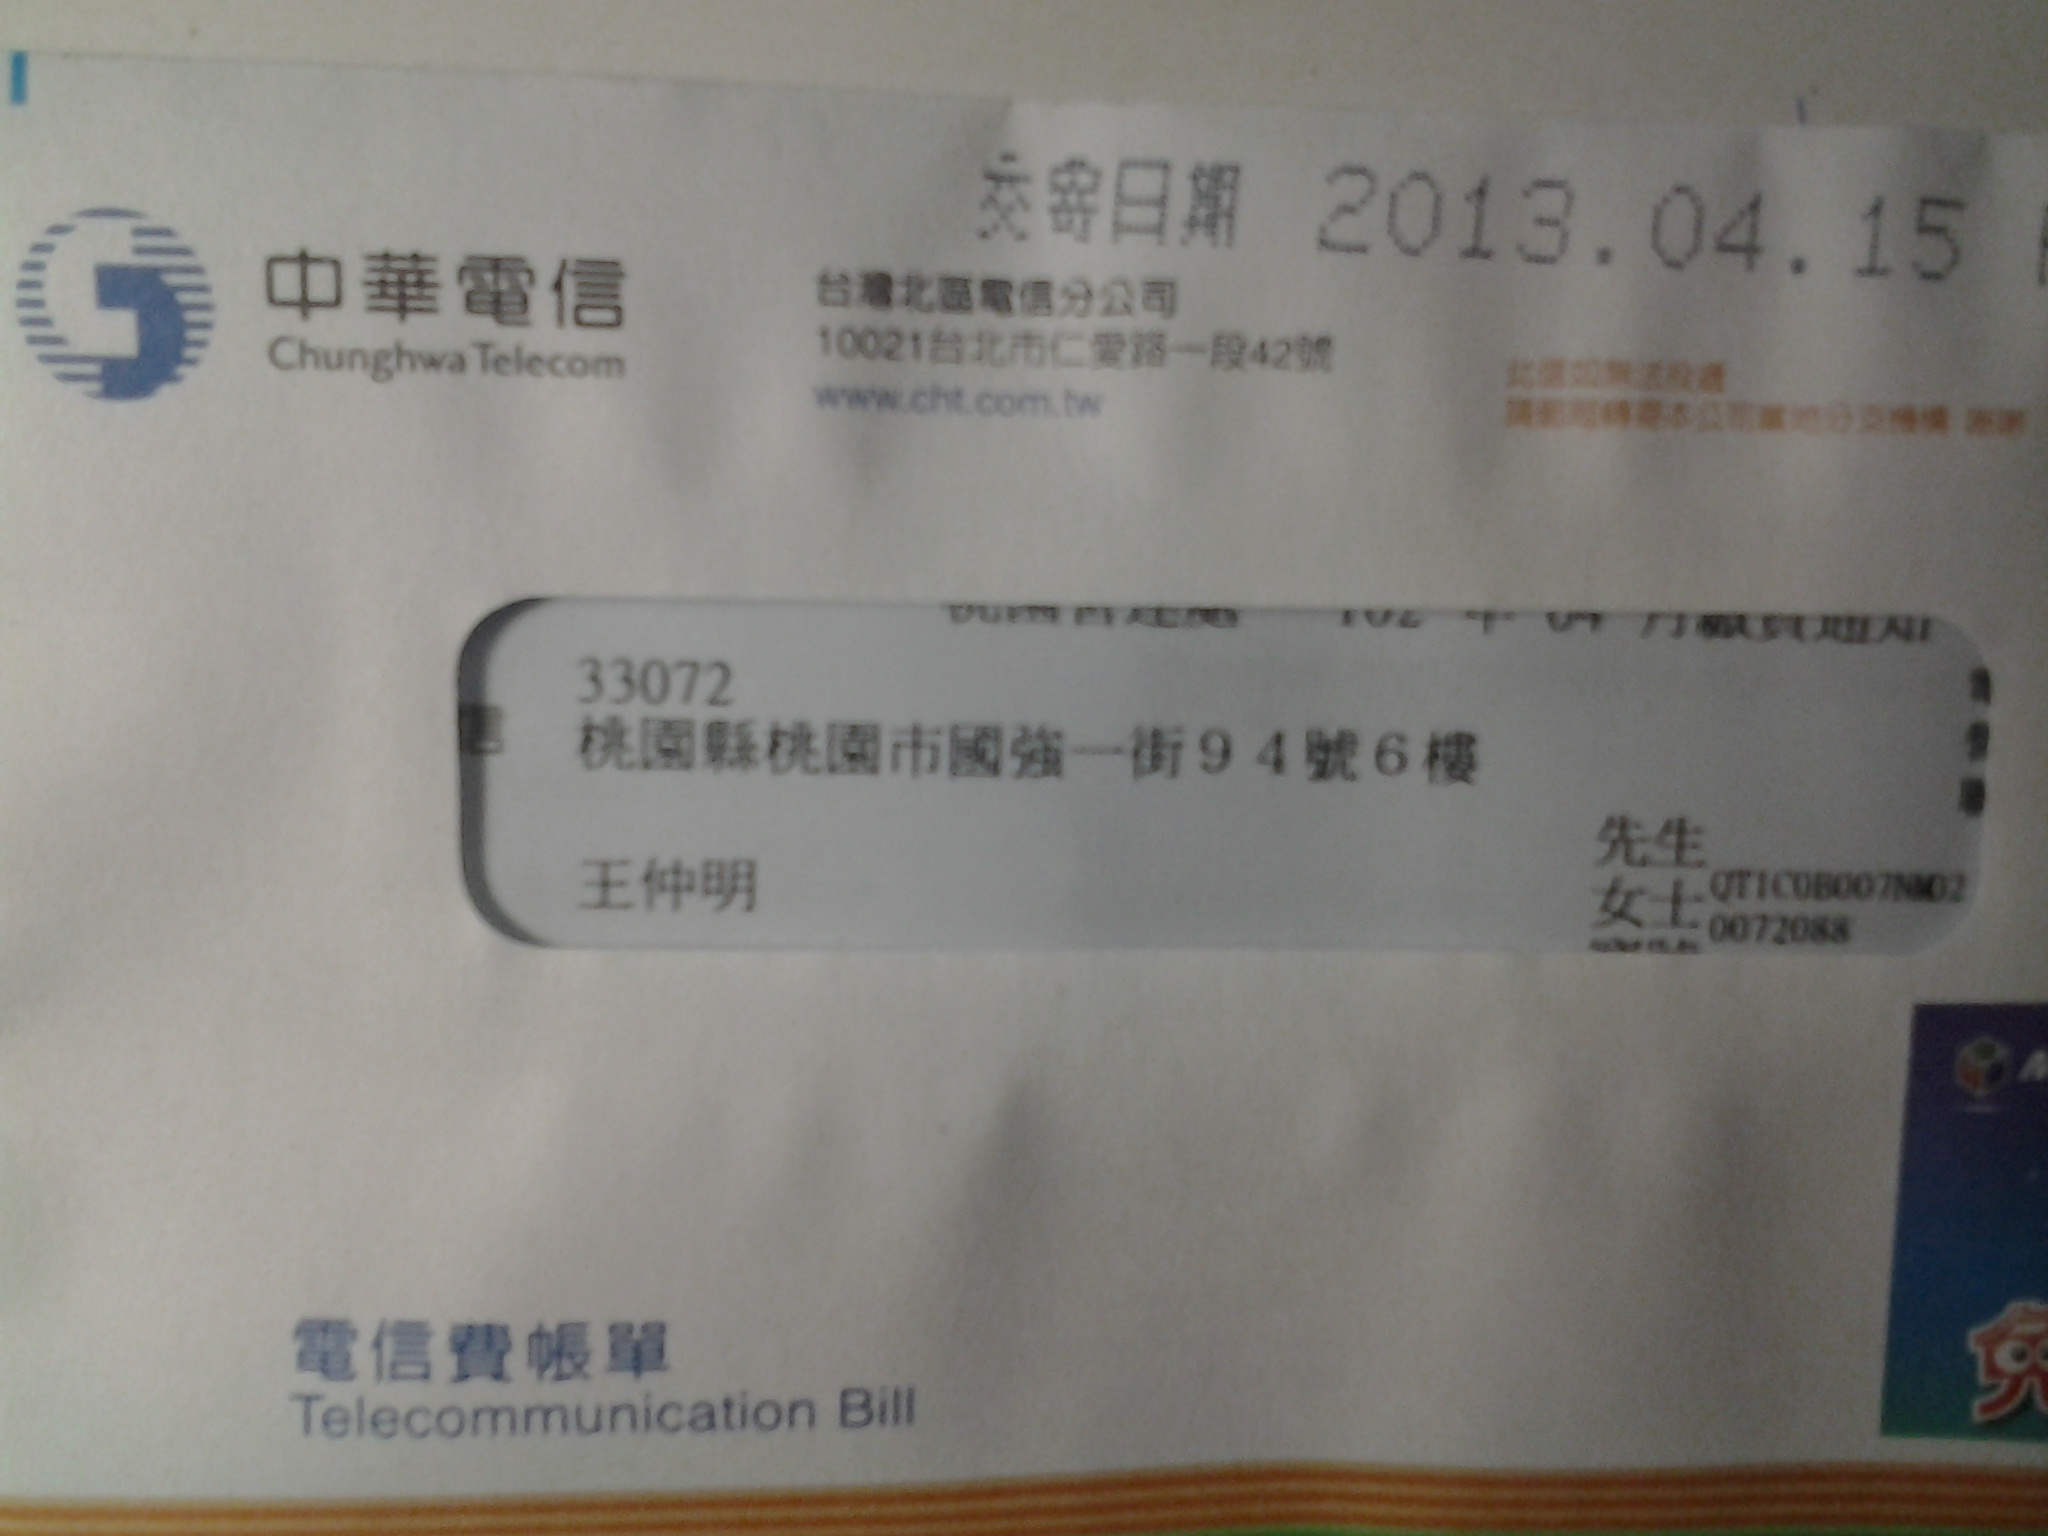 交寄日期 2013.04.15
中華電信
Chunghwa Telecom
台灣北區電信分公司
10021台北市仁愛路一段42號
www.cht.com.tw
33072
桃園縣桃園市國強一街９４號６樓
王仲明
先生
女士
0772088
電信費帳單
Telecommunication Bill